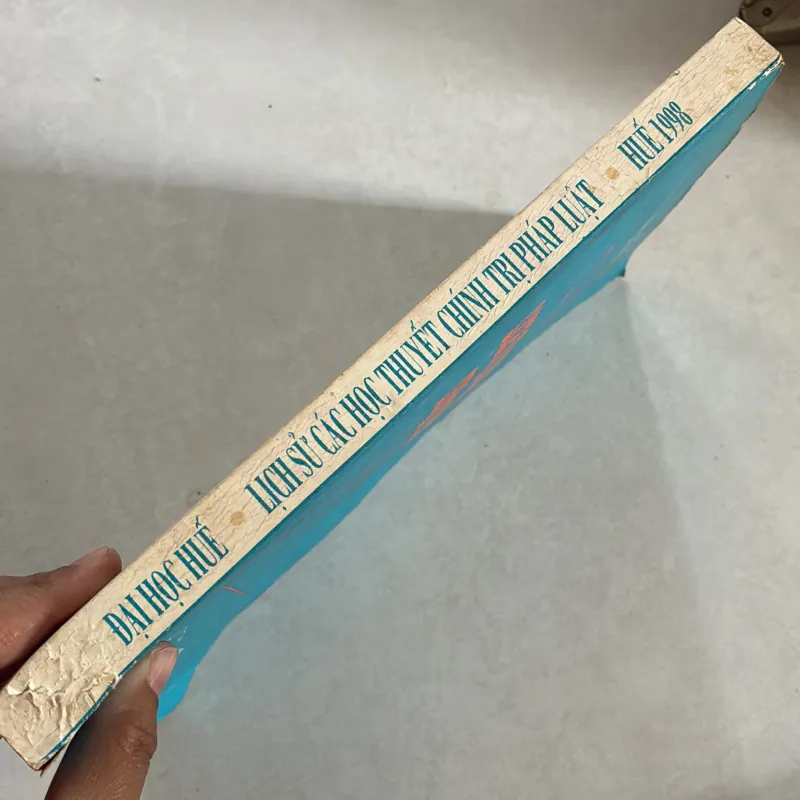 ĐẠI HỌC HUẾ • LỊCH SỬ CÁC HỌC THUYẾT CHÍNH TRỊ PHÁP LUẬT • HUẾ 1998